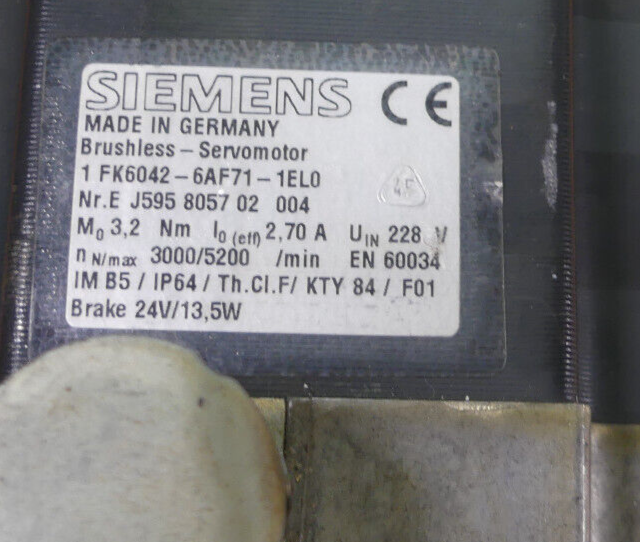 SIEMENS CE
MADE IN GERMANY
Brushless - Servomotor
1 FK6042 - 6AF71 - 1EL0
45
Nr.E J595 8057 02 004
M0 3,2 Nm I0 (eff) 2,70 A UIN 228 V
n N/max 3000/5200 /min EN 60034
IM B5 / IP64 / Th.Cl.F/ KTY 84 / F01
Brake 24V/13,5W